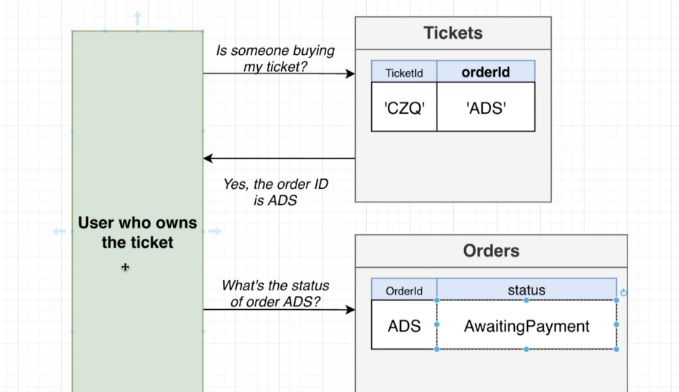 Tickets
Is someone buying
my ticket?
TicketId orderId
'CZQ' 'ADS'
Yes, the order ID
is ADS
User who owns
the ticket
Orders
What's the status
of order ADS?
OrderId status
ADS AwaitingPayment